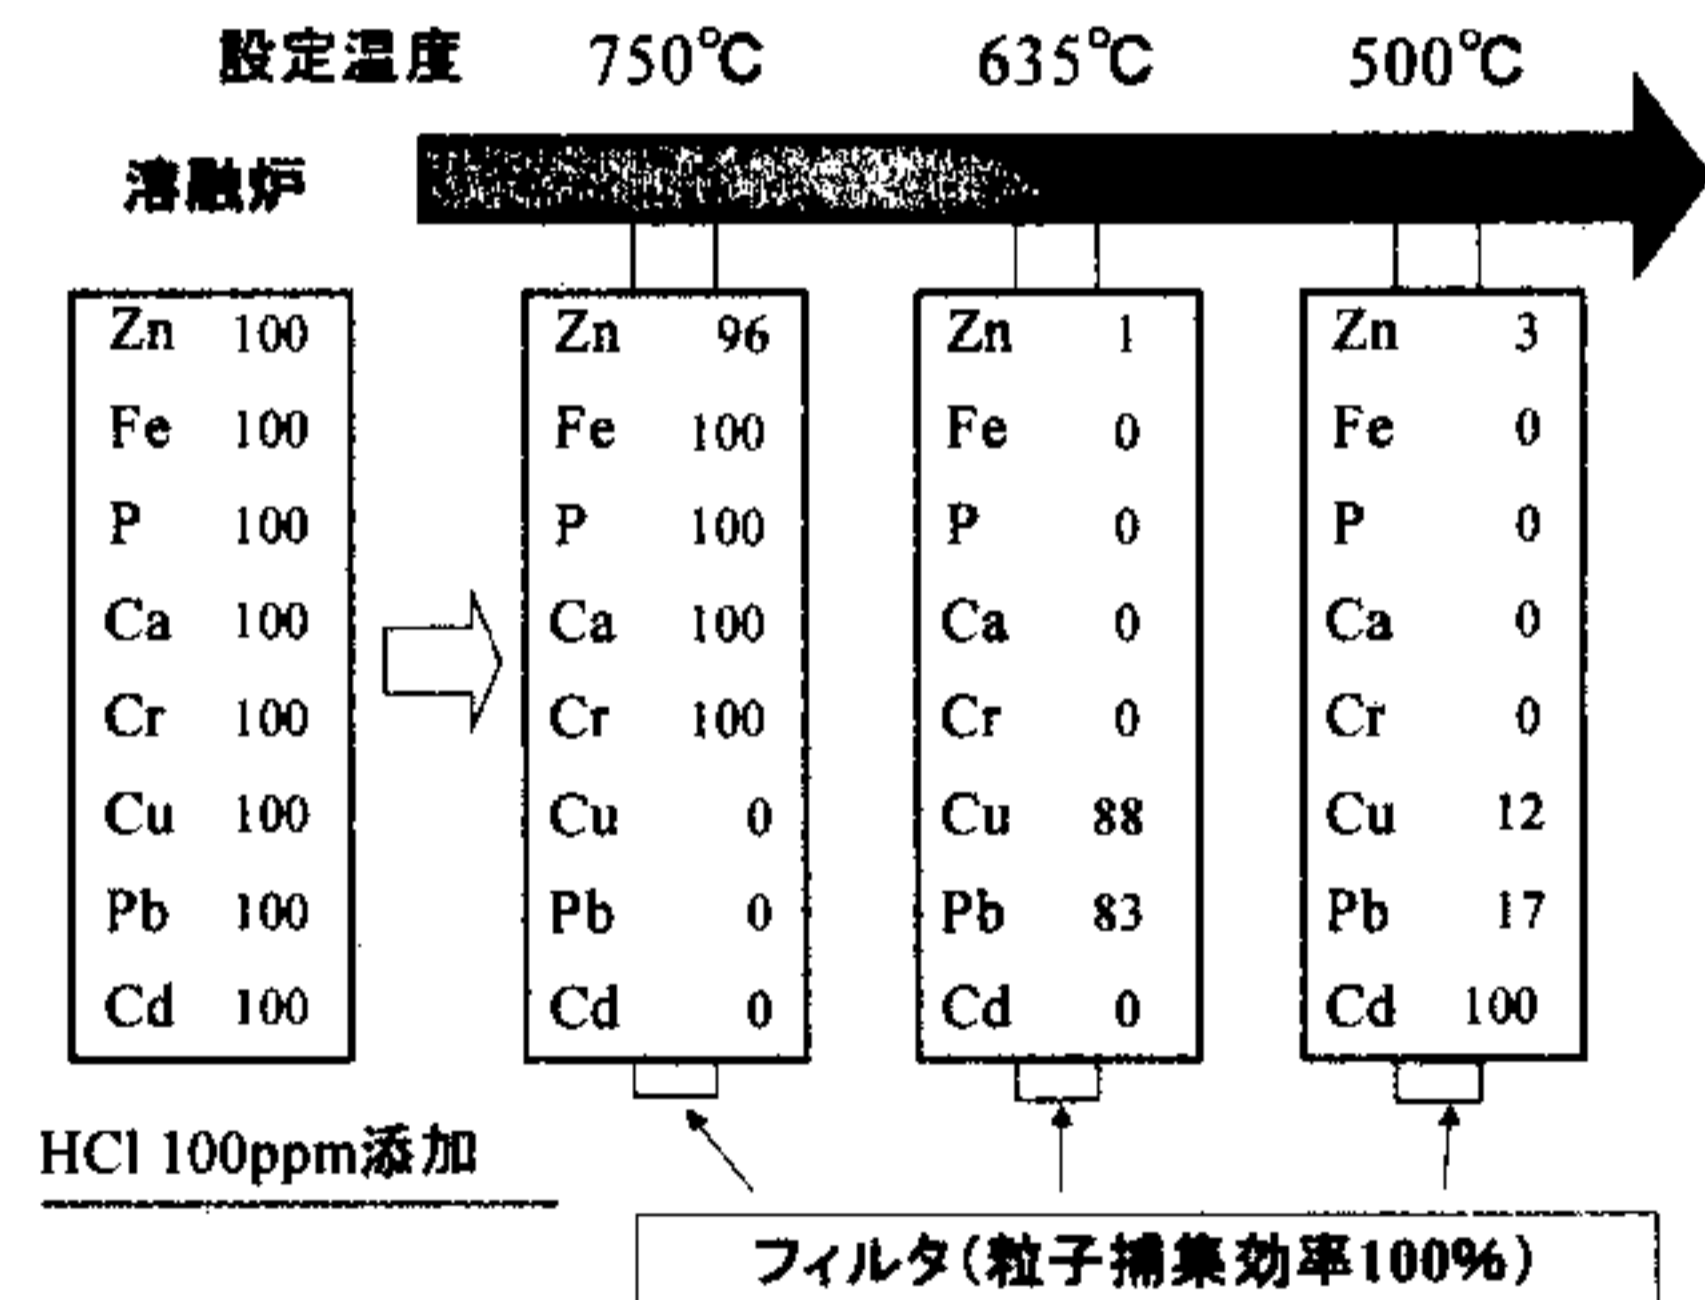 設定温度 750℃ 635℃ 500℃
溶融炉
Zn 100 Zn 96 Zn 1 Zn 3
Fe 100 Fe 100 Fe 0 Fe 0
P 100 P 100 P 0 P 0
Ca 100 Ca 100 Ca 0 Ca 0
Cr 100 Cr 100 Cr 0 Cr 0
Cu 100 Cu 0 Cu 88 Cu 12
Pb 100 Pb 0 Pb 83 Pb 17
Cd 100 Cd 0 Cd 0 Cd 100
HCl 100ppm添加
フィルタ(粒子捕集効率100%)